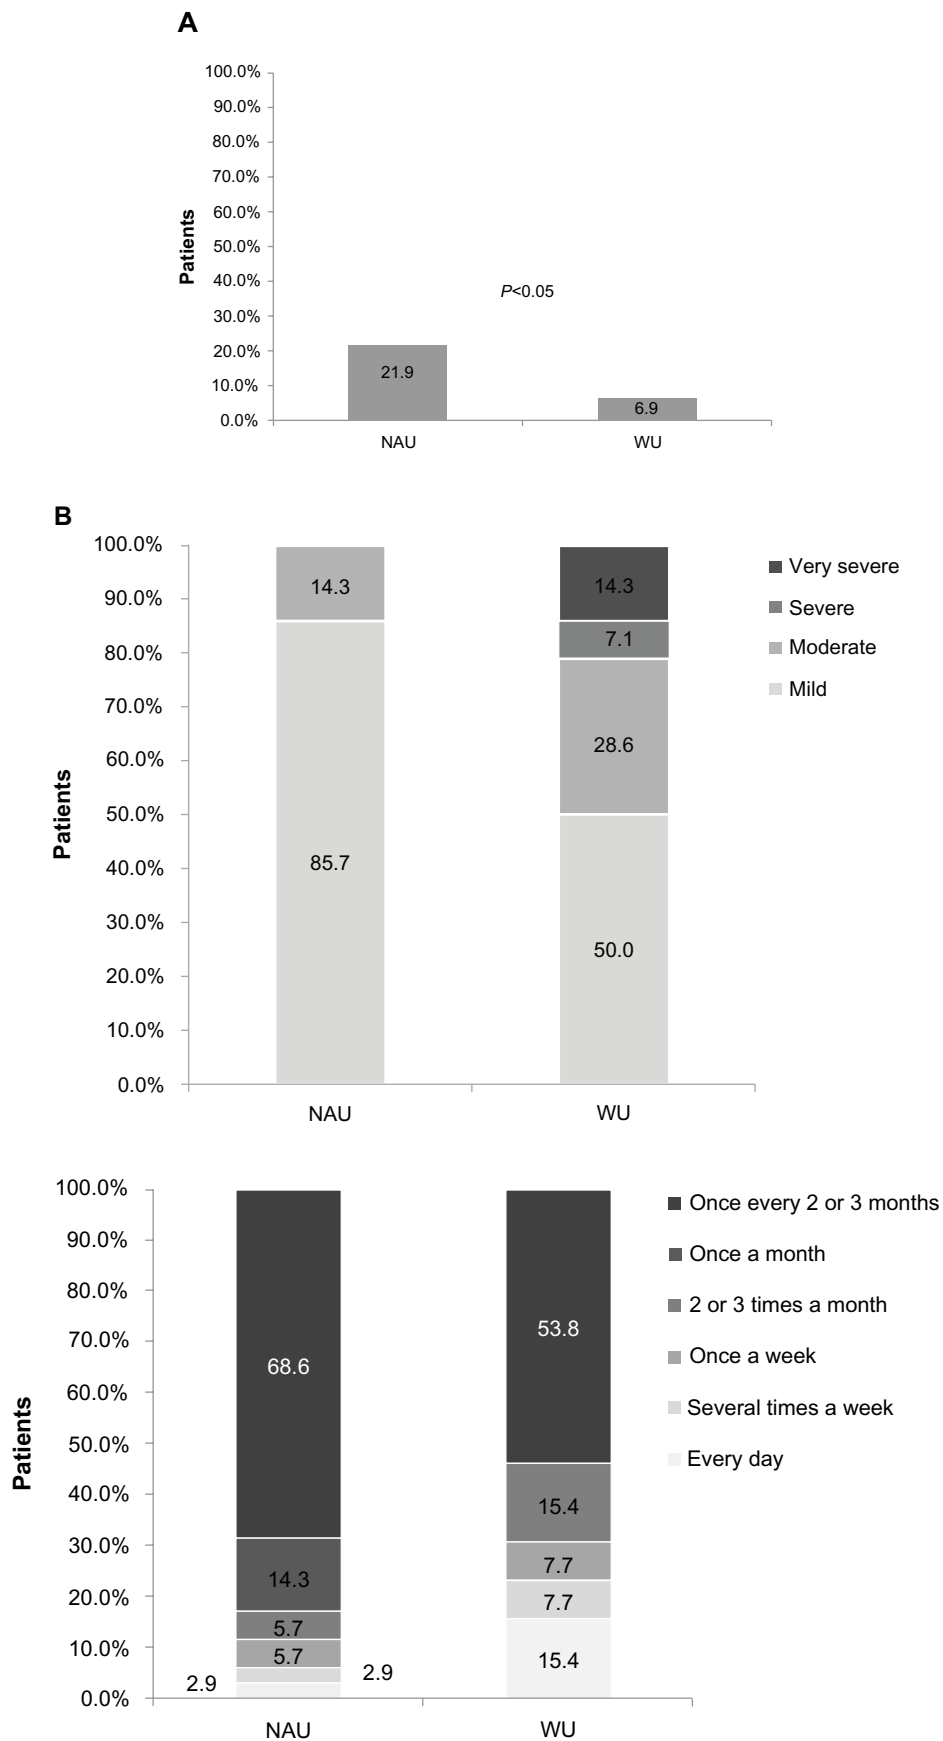 A
100.0%
90.0%
80.0%
70.0%
60.0%
50.0%
40.0%
30.0%
20.0%
10.0%
0.0%
Patients
P<0.05
21.9
6.9
NAU
WU
B
100.0%
90.0%
80.0%
70.0%
60.0%
50.0%
40.0%
30.0%
20.0%
10.0%
0.0%
Patients
14.3
85.7
14.3
7.1
28.6
50.0
NAU
WU
Very severe
Severe
Moderate
Mild
100.0%
90.0%
80.0%
70.0%
60.0%
50.0%
40.0%
30.0%
20.0%
10.0%
0.0%
Patients
68.6
14.3
5.7
5.7
2.9
2.9
53.8
15.4
7.7
7.7
15.4
NAU
WU
Once every 2 or 3 months
Once a month
2 or 3 times a month
Once a week
Several times a week
Every day